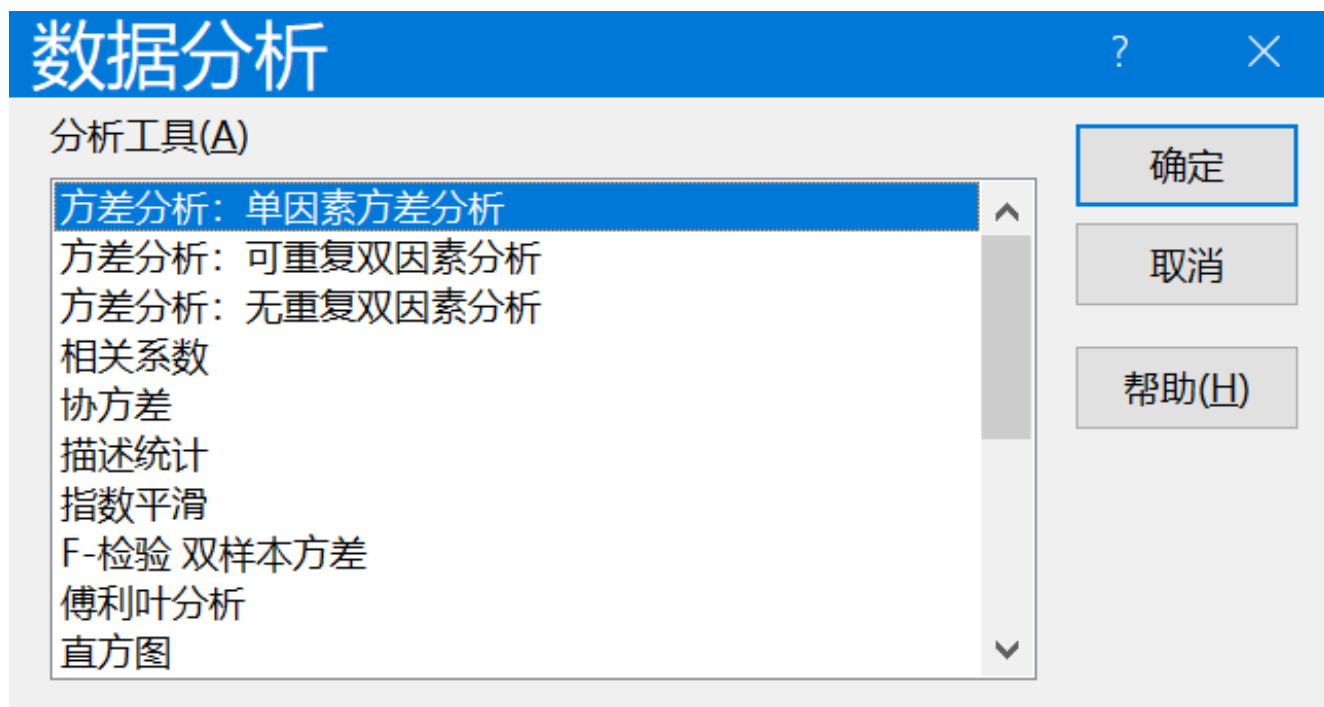 数据分析
分析工具(A)
确定
方差分析：单因素方差分析
方差分析：可重复双因素分析
取消
方差分析：无重复双因素分析
相关系数
帮助(H)
协方差
描述统计
指数平滑
F-检验 双样本方差
傅利叶分析
直方图